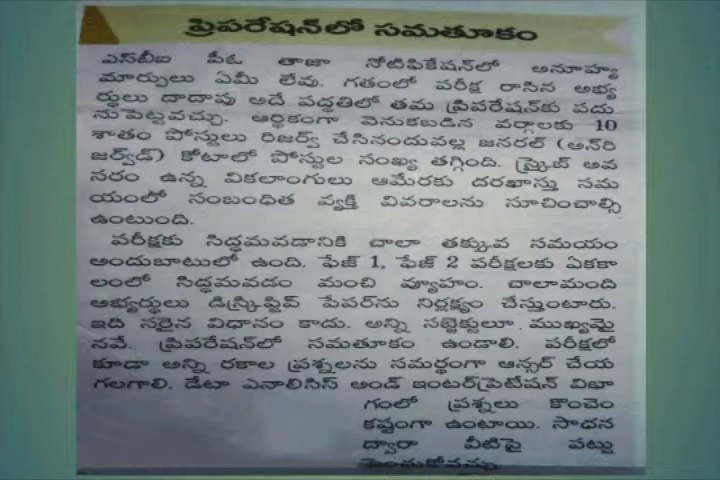 ప్రిపరేషన్‌లో సమతూకం
ఎస్‌బీఐ పీఓ తాజా నోటిఫికేషన్‌లో అనూహ్య
మార్పులు ఏమీ లేవు. గతంలో పరీక్ష రాసిన అభ్య
ర్థులు దాదాపు అదే పద్ధతిలో తమ ప్రిపరేషన్‌కు పదు
నుపెట్టవచ్చు. ఆర్థికంగా వెనుకబడిన వర్గాలకు 10
శాతం పోస్టులు రిజర్వ్ చేసినందువల్ల జనరల్ (అన్‌రి
జర్వ్‌డ్) కోటాలో పోస్టుల సంఖ్య తగ్గింది. స్క్రైబ్ అవ
సరం ఉన్న వికలాంగులు ఆమేరకు దరఖాస్తు సమ
యంలో సంబంధిత వ్యక్తి వివరాలను సూచించాల్సి
ఉంటుంది.
పరీక్షకు సిద్ధమవడానికి చాలా తక్కువ సమయం
అందుబాటులో ఉంది. ఫేజ్ 1, ఫేజ్ 2 పరీక్షలకు ఏకకా
లంలో సిద్ధమవడం మంచి వ్యూహం. చాలామంది
అభ్యర్థులు డిస్క్రిప్టివ్ పేపర్‌ను నిర్లక్ష్యం చేస్తుంటారు.
ఇది సరైన విధానం కాదు. అన్ని సబ్జెక్టులూ ముఖ్యమై
నవే. ప్రిపరేషన్‌లో సమతూకం ఉండాలి. పరీక్షలో
కూడా అన్ని రకాల ప్రశ్నలను సమర్థంగా ఆన్సర్ చేయ
గలగాలి. డేటా ఎనాలిసిస్ అండ్ ఇంటర్‌ప్రెటేషన్ విభా
గంలో ప్రశ్నలు కొంచెం
కష్టంగా ఉంటాయి. సాధన
ద్వారా వీటిపై పట్టు